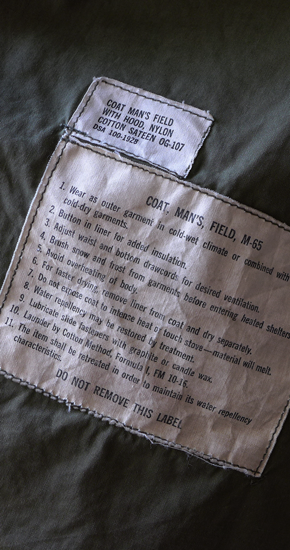 COAT MAN'S FIELD
WITH HOOD, NYLON
COTTON SATEEN OG-107
DSA 100-1928
COAT, MAN'S, FIELD, M-65
1. Wear as outer garment in cold-wet climate or combined with
cold-dry garments.
2. Button in liner for added insulation.
3. Adjust waist and bottom drawcords for desired ventilation.
4. Brush snow and frost from garments before entering heated shelters
5. Avoid overheating of body.
6. For faster drying remove liner from coat and dry separately.
7. Do not expose coat to intense heat or touch stove—material will melt.
8. Water repellency may be restored by treatment.
9. Lubricate slide fasteners with graphite or candle wax.
10. Launder by Cotton Method, Formula I, FM 10-16.
11. The item shall be retreated in order to maintain its water repellency
characteristics.
DO NOT REMOVE THIS LABEL